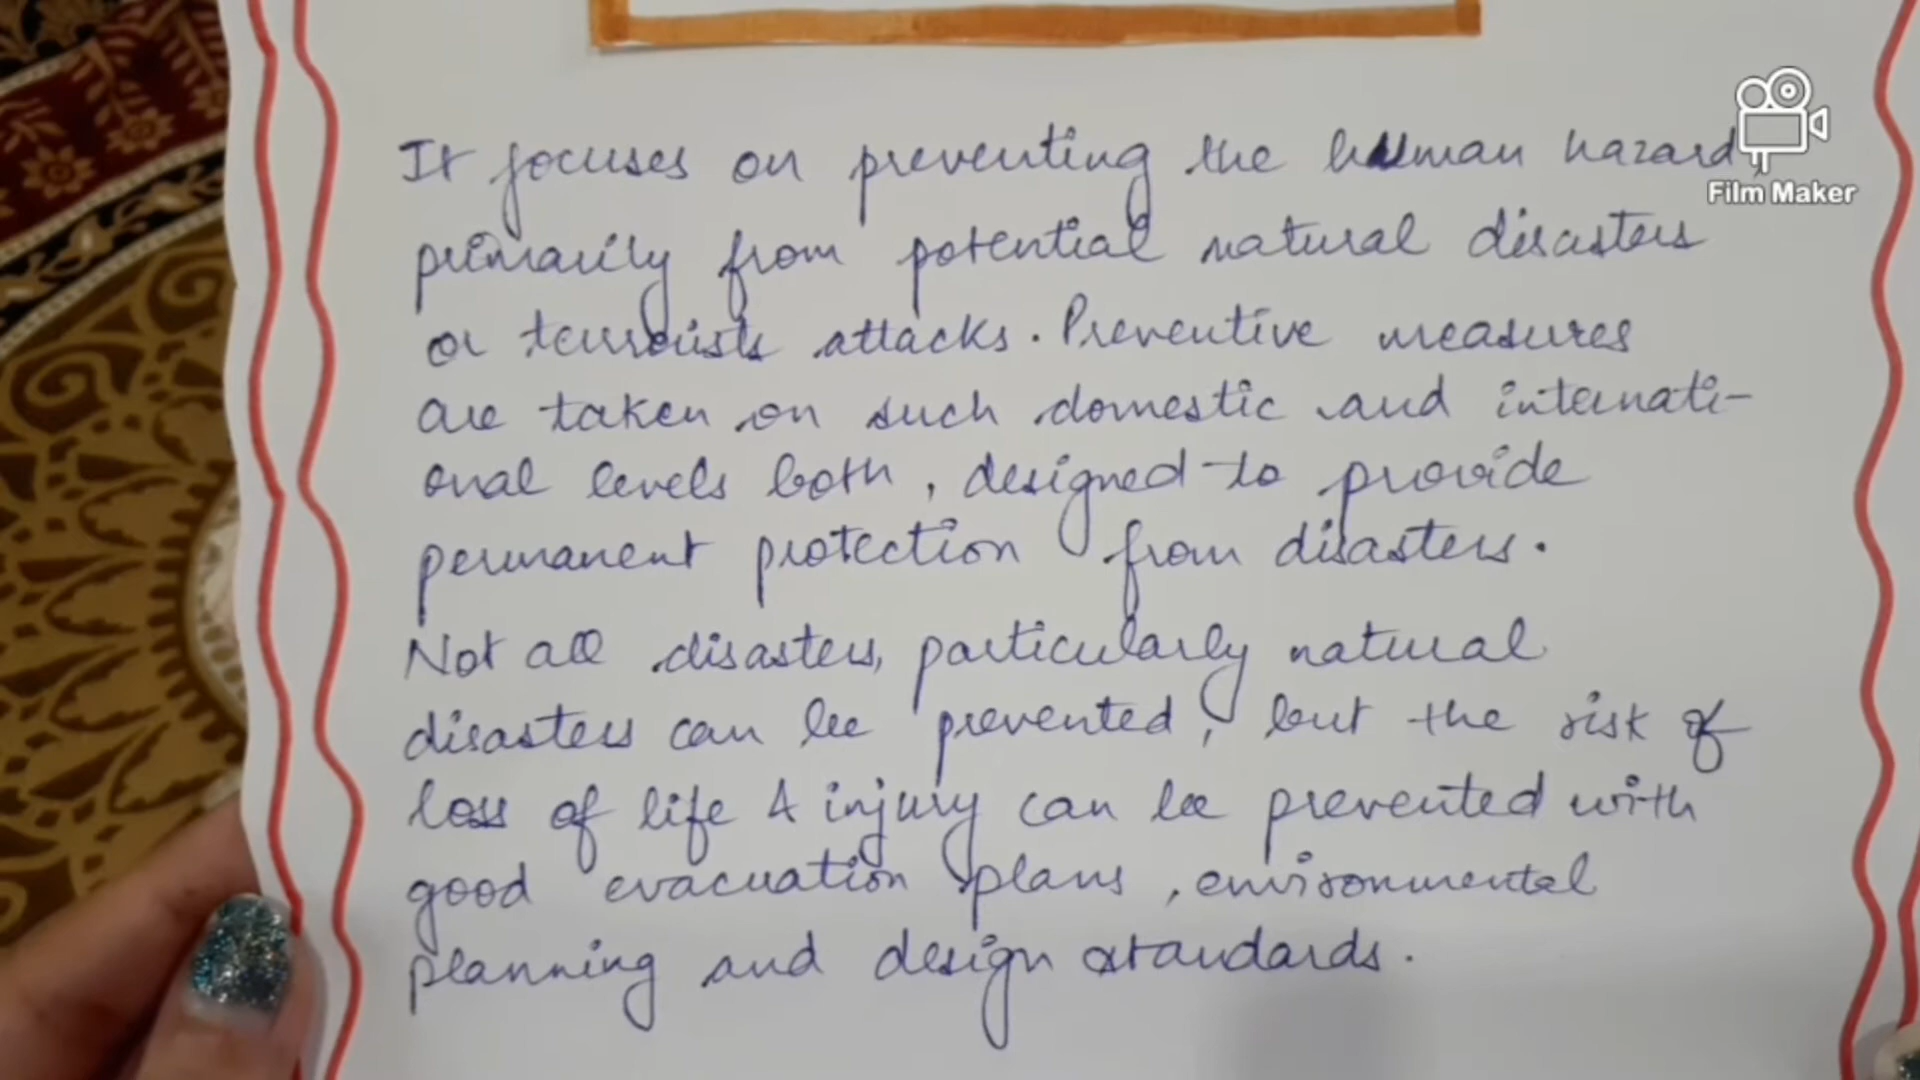 It focuses on preventing the human hazard,
primarily from potential natural disasters
or terrorists attacks. Preventive measures
are taken on such domestic and internati-
onal levels both, designed to provide
permanent protection from disasters.
Not all disasters, particularly natural
disasters can be prevented, but the risk of
loss of life & injury can be prevented with
good evacuation plans, environmental
planning and design standards.
Film Maker